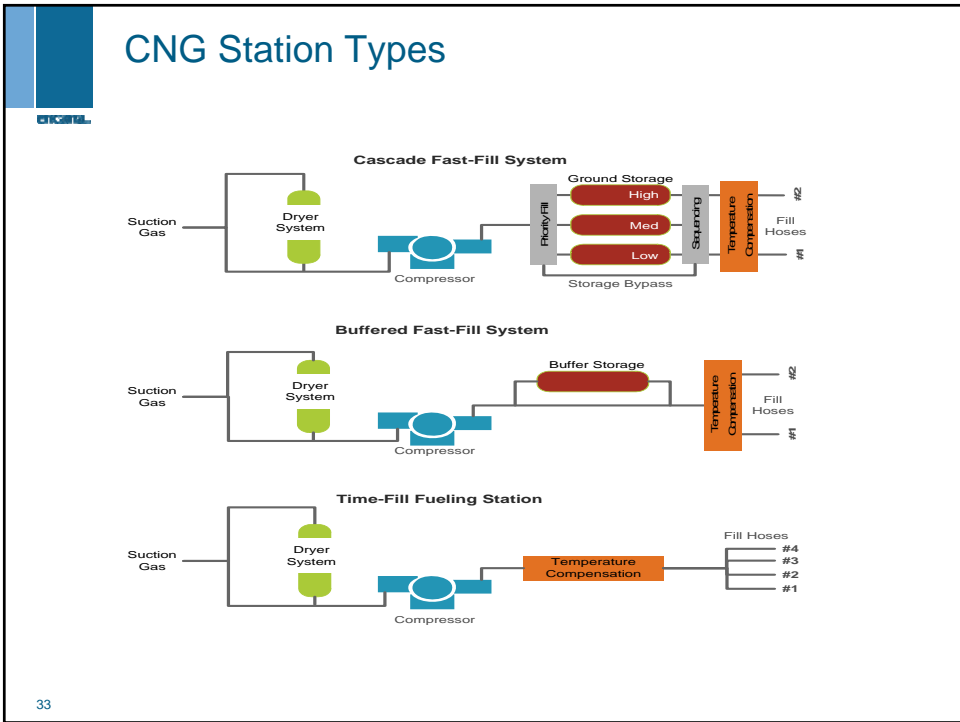 CNG Station Types
Cascade Fast-Fill System
Suction
Gas
Dryer
System
Compressor
Priority Fill
Ground Storage
High
Med
Low
Storage Bypass
Sequencing
Temperature
Compensation
#2
Fill
Hoses
#1
Buffered Fast-Fill System
Suction
Gas
Dryer
System
Compressor
Buffer Storage
Temperature
Compensation
#2
Fill
Hoses
#1
Time-Fill Fueling Station
Suction
Gas
Dryer
System
Compressor
Temperature
Compensation
Fill Hoses
#4
#3
#2
#1
33